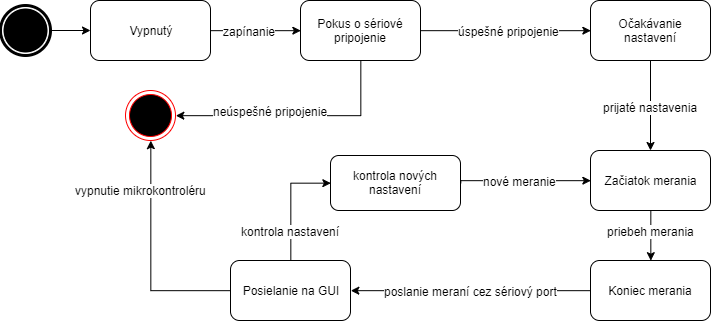 Vypnutý
zapínanie
Pokus o sériové
pripojenie
úspešné pripojenie
Očakávanie
nastavení
neúspešné pripojenie
prijaté nastavenia
vypnutie mikrokontroléru
kontrola nových
nastavení
nové meranie
Začiatok merania
kontrola nastavení
priebeh merania
Posielanie na GUI
poslanie meraní cez sériový port
Koniec merania